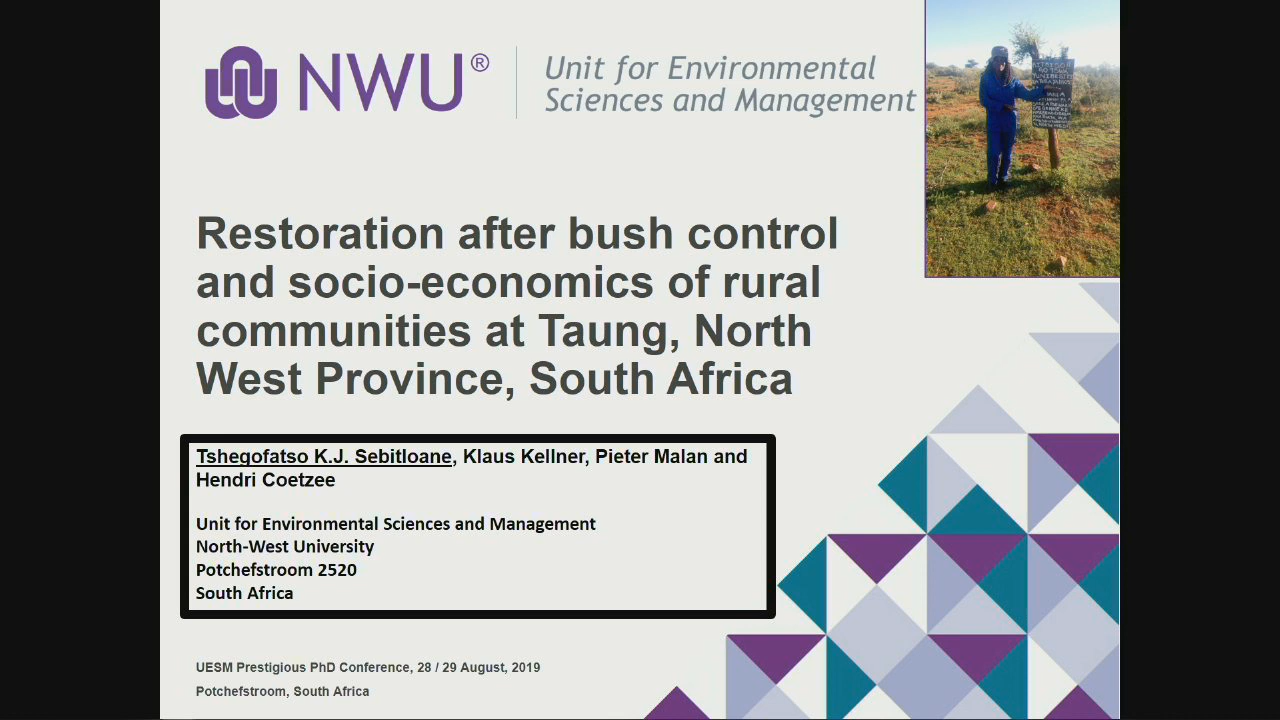 NWU®
Unit for Environmental
Sciences and Management
Restoration after bush control
and socio-economics of rural
communities at Taung, North
West Province, South Africa
Tshegofatso K.J. Sebitloane, Klaus Kellner, Pieter Malan and
Hendri Coetzee
Unit for Environmental Sciences and Management
North-West University
Potchefstroom 2520
South Africa
UESM Prestigious PhD Conference, 28 / 29 August, 2019
Potchefstroom, South Africa